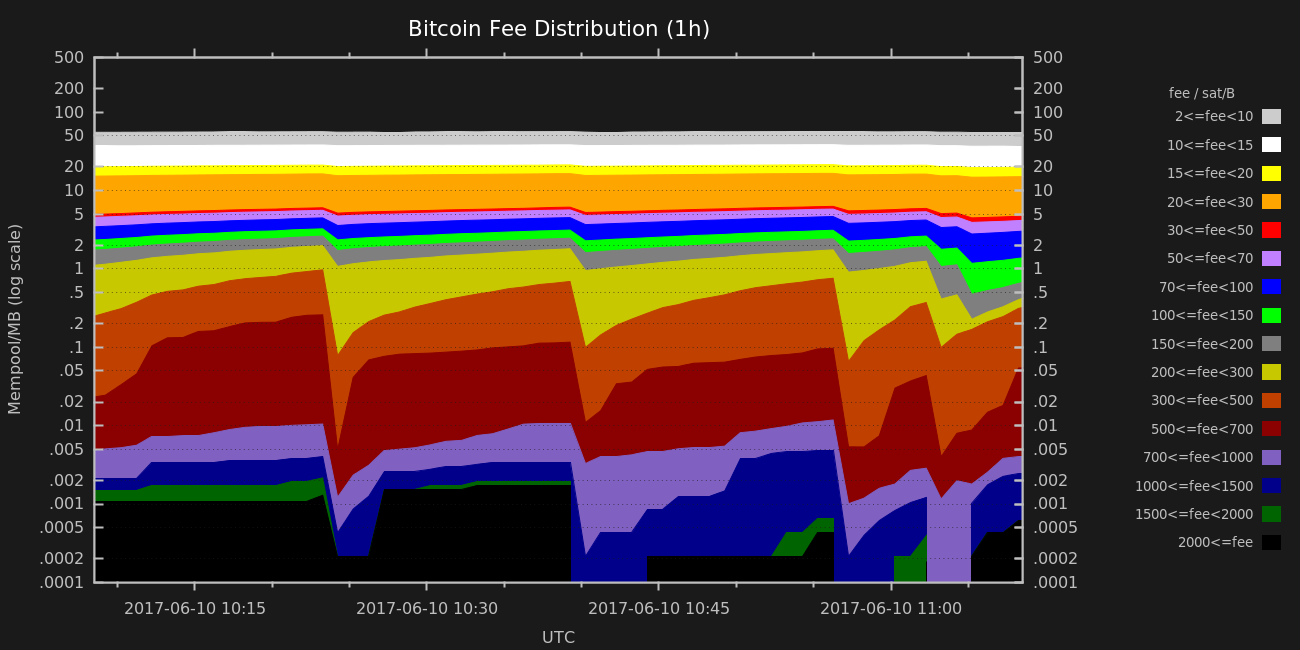 Bitcoin Fee Distribution (1h)
500
200
100
50
20
10
5
2
1
.5
.2
.1
.05
.02
.01
.005
.002
.001
.0005
.0002
.0001
Mempool/MB (log scale)
500
200
100
50
20
10
5
2
1
.5
.2
.1
.05
.02
.01
.005
.002
.001
.0005
.0002
.0001
2017-06-10 10:15
2017-06-10 10:30
2017-06-10 10:45
2017-06-10 11:00
UTC
fee / sat/B
2<=fee<10
10<=fee<15
15<=fee<20
20<=fee<30
30<=fee<50
50<=fee<70
70<=fee<100
100<=fee<150
150<=fee<200
200<=fee<300
300<=fee<500
500<=fee<700
700<=fee<1000
1000<=fee<1500
1500<=fee<2000
2000<=fee